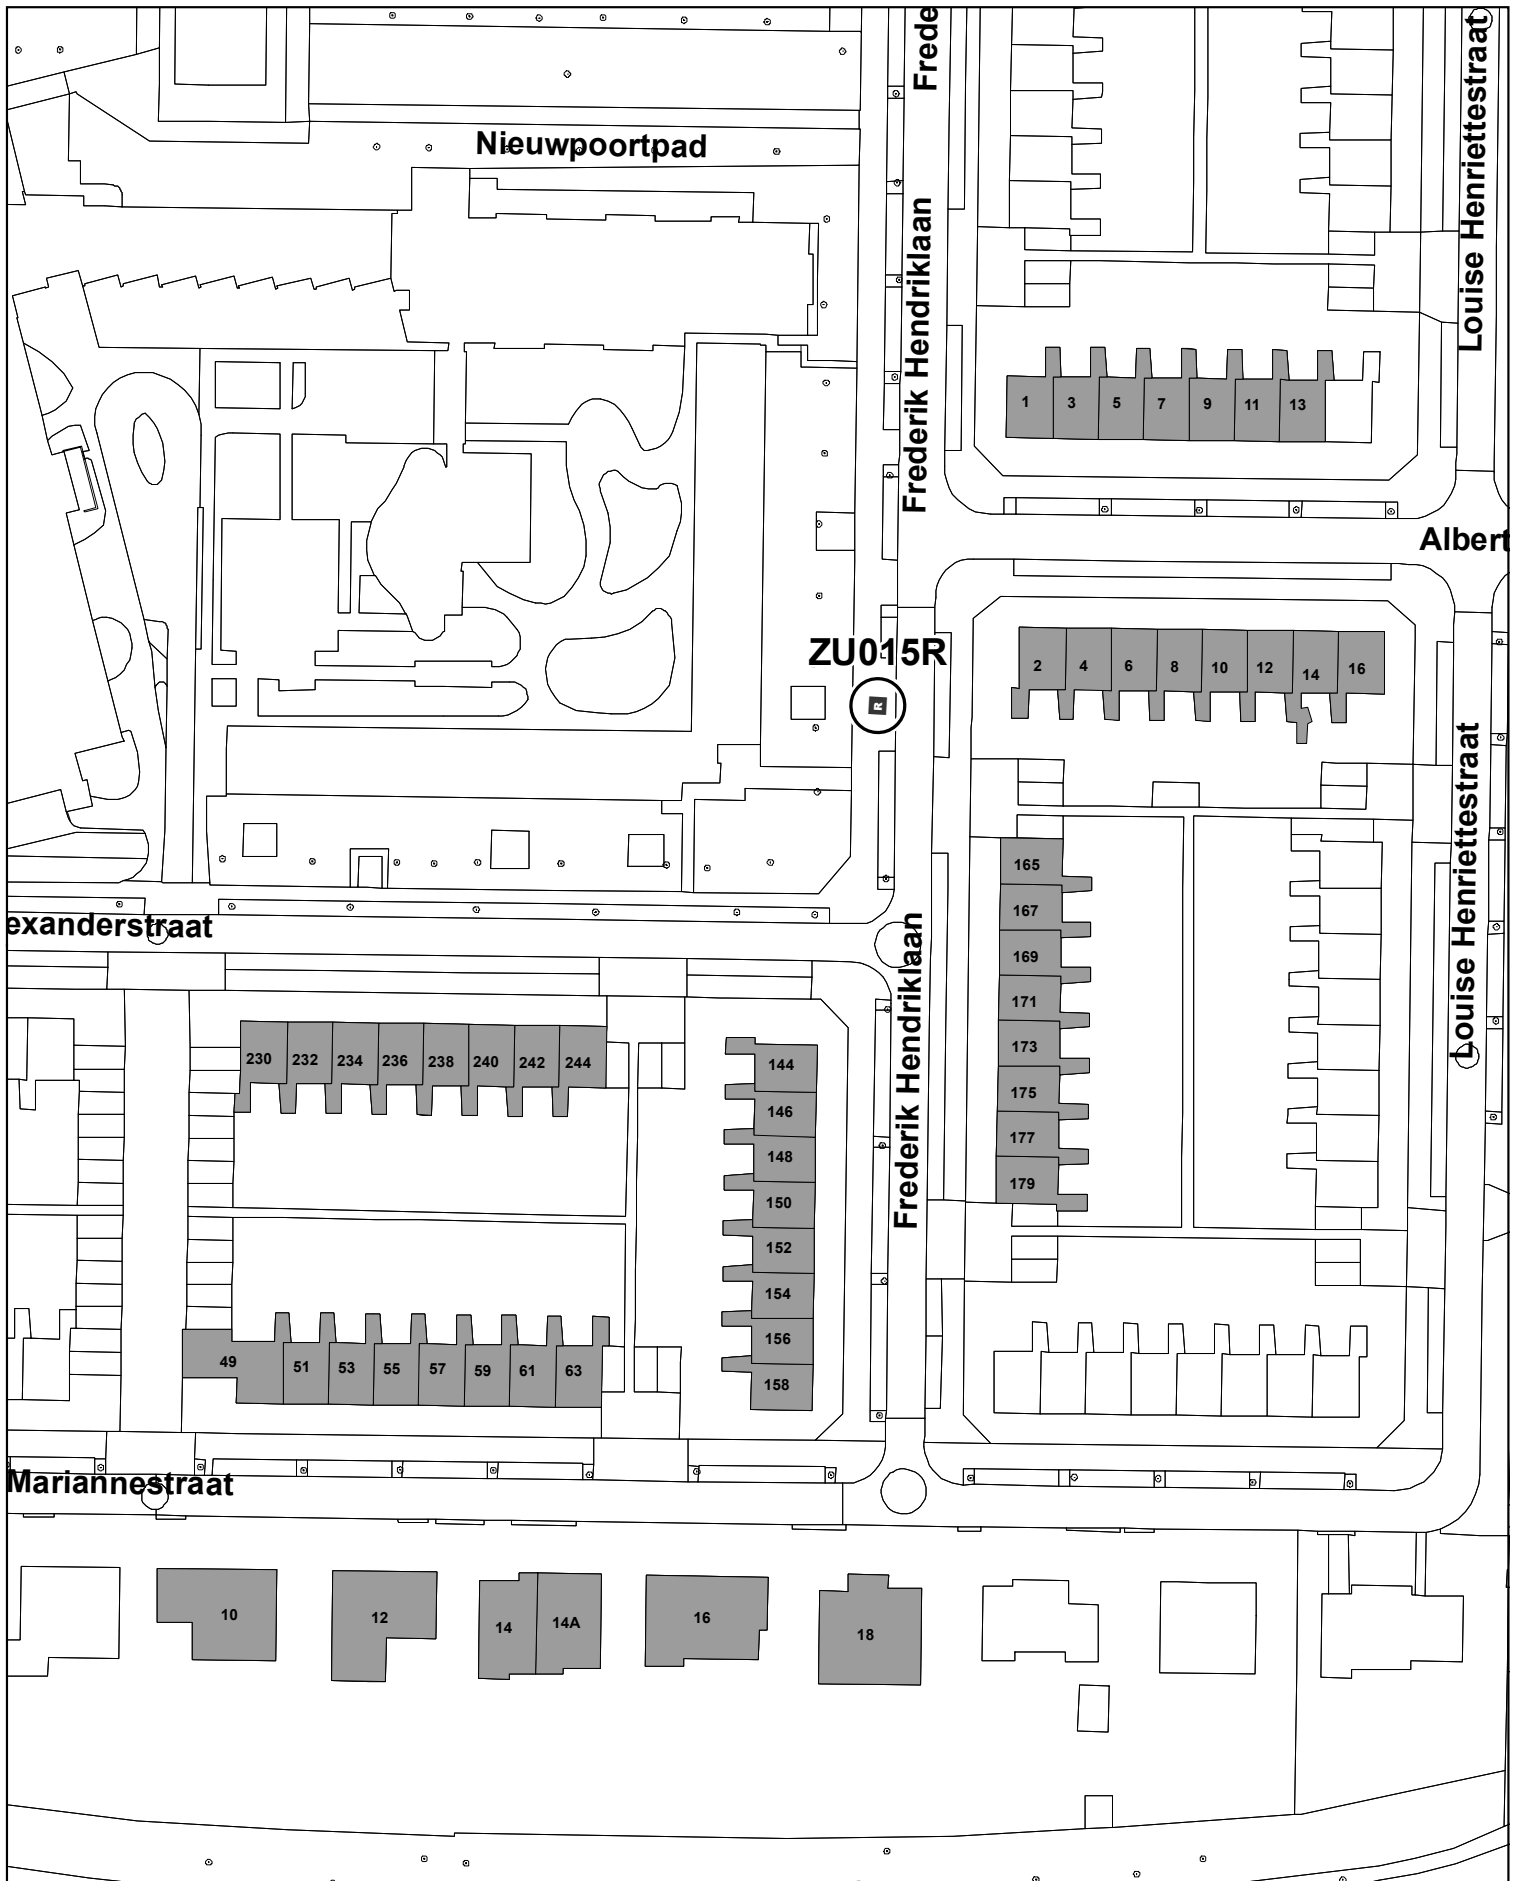 Frede
Louise Henriettestraat
Nieuwpoortpad
Frederik Hendriklaan
1 3 5 7 9 11 13
Albert
ZU015R
R
2 4 6 8 10 12 14 16
Louise Henriettestraat
165
167
169
171
173
175
177
179
exanderstraat
Frederik Hendriklaan
230 232 234 236 238 240 242 244
144
146
148
150
152
154
156
158
49 51 53 55 57 59 61 63
Mariannestraat
10 12 14 14A 16 18